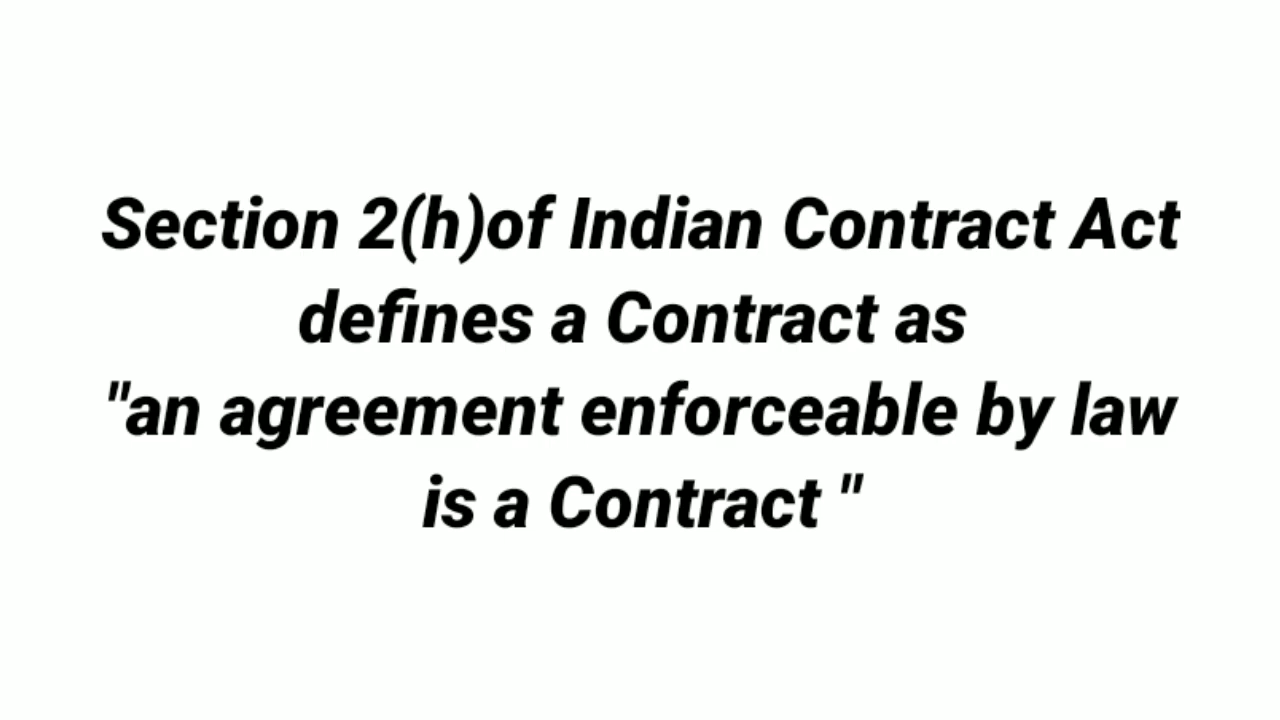 Section 2(h)of Indian Contract Act
defines a Contract as
"an agreement enforceable by law
is a Contract "